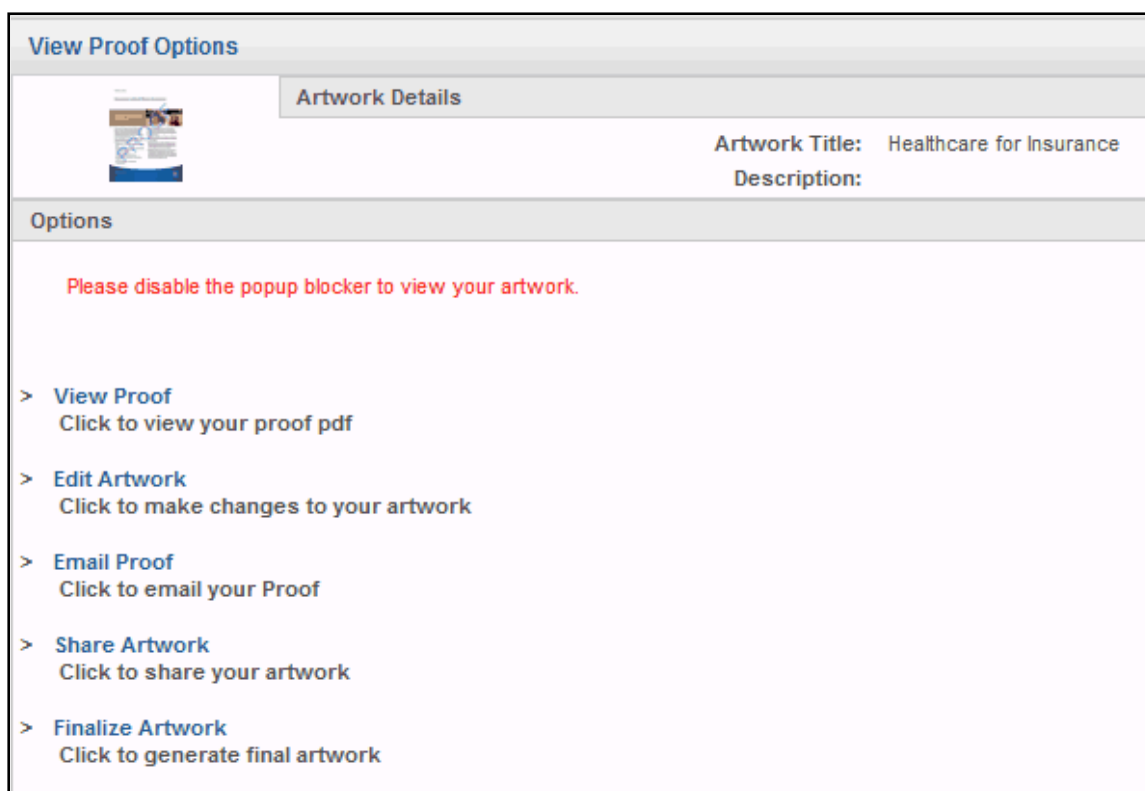 View Proof Options
Artwork Details
Artwork Title: Healthcare for Insurance
Description:
Options
Please disable the popup blocker to view your artwork.
> View Proof
Click to view your proof pdf
> Edit Artwork
Click to make changes to your artwork
> Email Proof
Click to email your Proof
> Share Artwork
Click to share your artwork
> Finalize Artwork
Click to generate final artwork